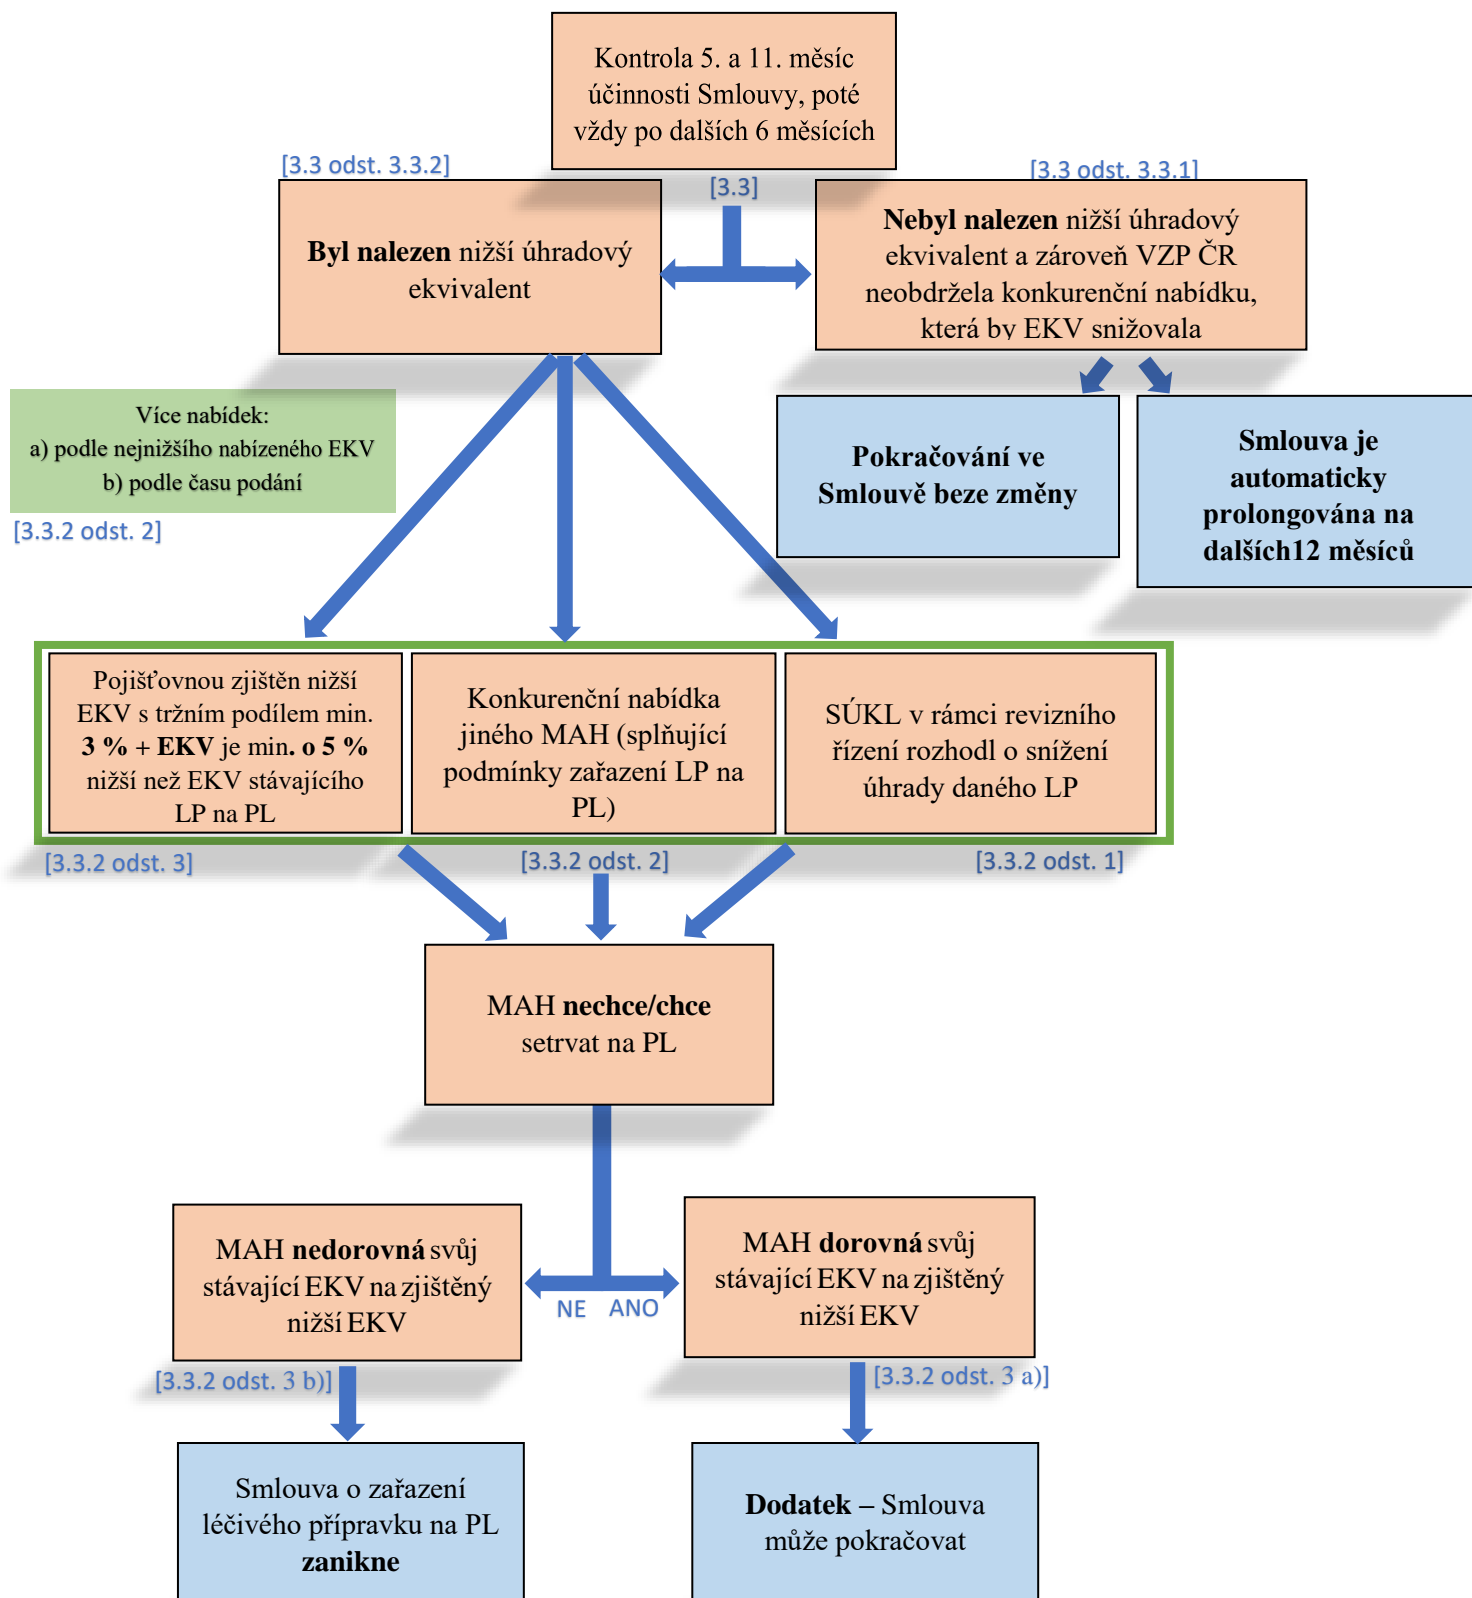 Kontrola 5. a 11. měsíc
účinnosti Smlouvy, poté
vždy po dalších 6 měsících
[3.3]
[3.3 odst. 3.3.2]
Byl nalezen nižší úhradový
ekvivalent
[3.3 odst. 3.3.1]
Nebyl nalezen nižší úhradový
ekvivalent a zároveň VZP ČR
neobdržela konkurenční nabídku,
která by EKV snižovala
Více nabídek:
a) podle nejnižšího nabízeného EKV
b) podle času podání
[3.3.2 odst. 2]
Pokračování ve
Smlouvě beze změny
Smlouva je
automaticky
prolongována na
dalších12 měsíců
Pojišťovnou zjištěn nižší
EKV s tržním podílem min.
3 % + EKV je min. o 5 %
nižší než EKV stávajícího
LP na PL
[3.3.2 odst. 3]
Konkurenční nabídka
jiného MAH (splňující
podmínky zařazení LP na
PL)
[3.3.2 odst. 2]
SÚKL v rámci revizního
řízení rozhodl o snížení
úhrady daného LP
[3.3.2 odst. 1]
MAH nechce/chce
setrvat na PL
MAH nedorovná svůj
stávající EKV na zjištěný
nižší EKV
NE ANO
MAH dorovná svůj
stávající EKV na zjištěný
nižší EKV
[3.3.2 odst. 3 b)]
[3.3.2 odst. 3 a)]
Smlouva o zařazení
léčivého přípravku na PL
zanikne
Dodatek – Smlouva
může pokračovat